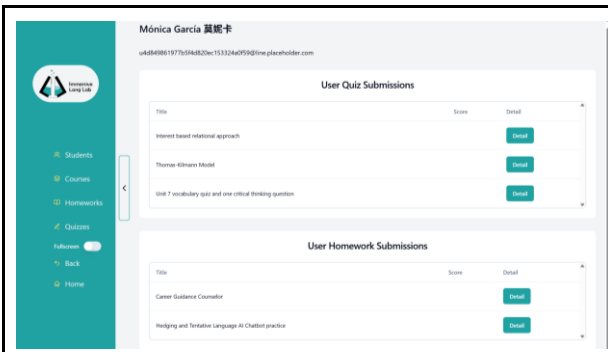 Mónica García 莫妮卡
u4d849861977b5f4d820ec153324a0f59@line.placeholder.com
Immersive
Lang Lab
Students
Courses
Homeworks
Quizzes
Fullscreen
Back
Home
User Quiz Submissions
Title Score Detail
Interest based relational approach Detail
Thomas-Kilmann Model Detail
Unit 7 vocabulary quiz and one critical thinking question Detail
User Homework Submissions
Title Score Detail
Career Guidance Counselor Detail
Hedging and Tentative Language AI Chatbot practice Detail